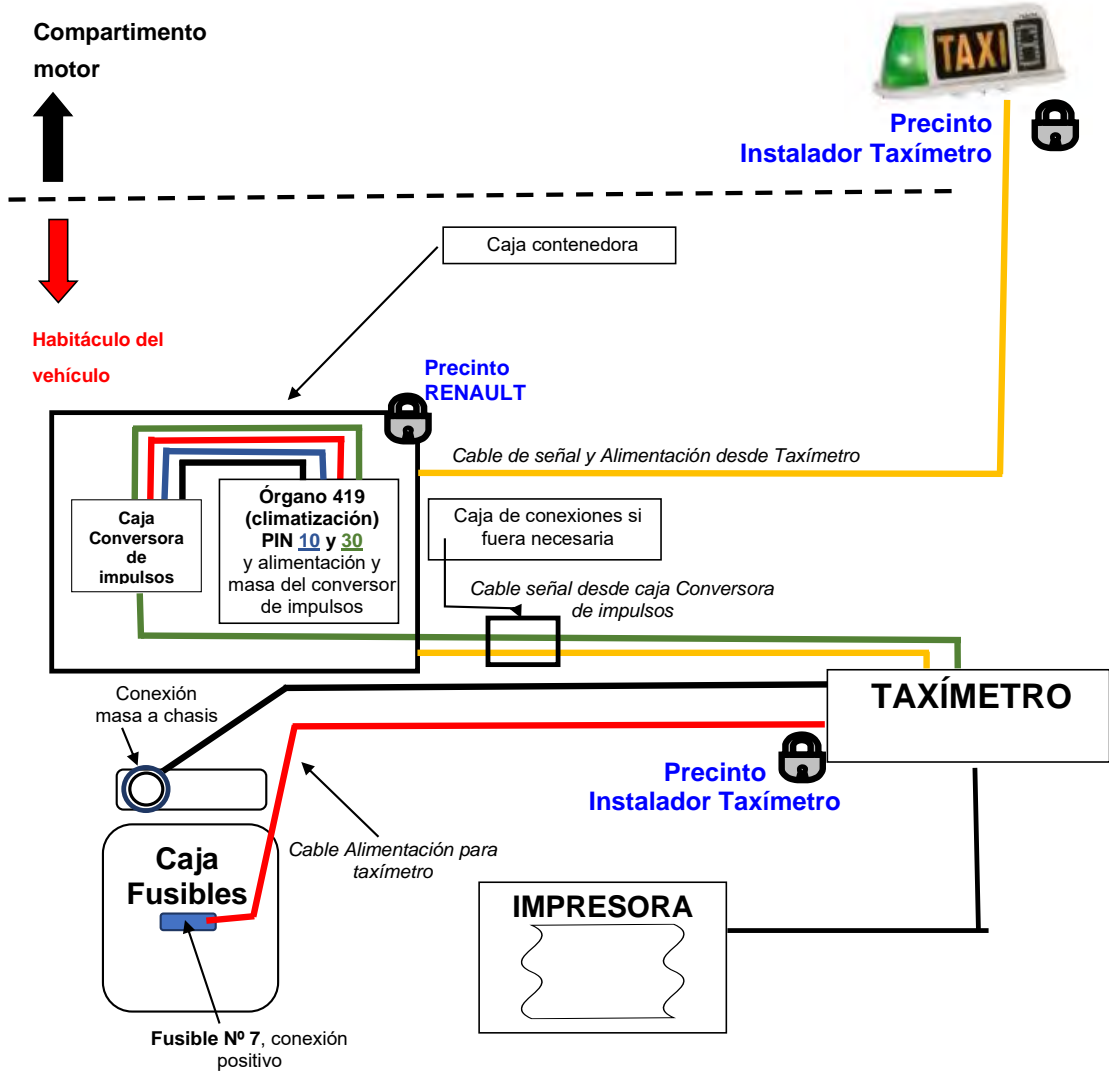 Compartimento
motor
TAXI
Precinto
Instalador Taxímetro
Caja contenedora
Habitáculo del
vehículo
Precinto
RENAULT
Cable de señal y Alimentación desde Taxímetro
Caja
Conversora
de
impulsos
Órgano 419
(climatización)
PIN 10 y 30
y alimentación y
masa del conversor
de impulsos
Caja de conexiones si
fuera necesaria
Cable señal desde caja Conversora
de impulsos
Conexión
masa a chasis
TAXÍMETRO
Precinto
Instalador Taxímetro
Caja
Fusibles
Cable Alimentación para
taxímetro
IMPRESORA
Fusible Nº 7, conexión
positivo